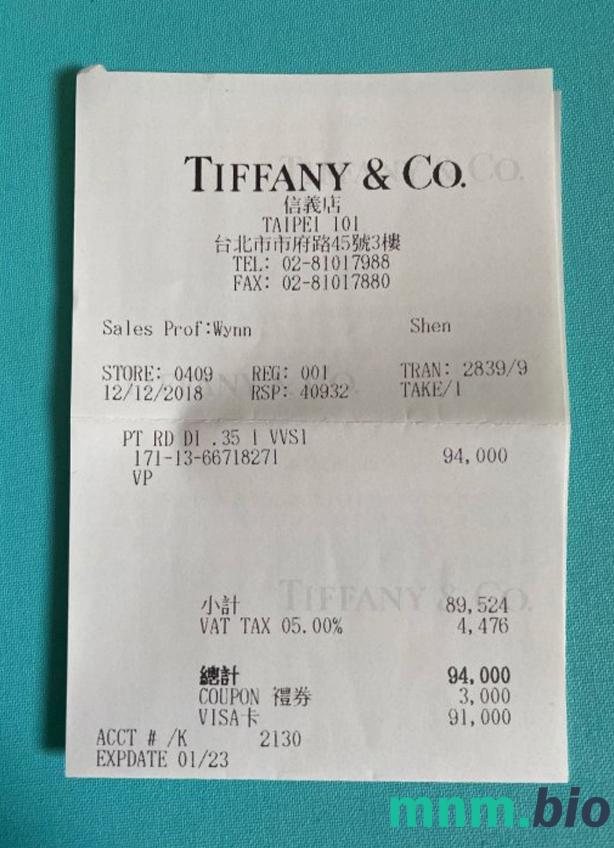 TIFFANY & CO.
信義店
TAIPEI 101
台北市市府路45號3樓
TEL: 02-81017988
FAX: 02-81017880
Sales Prof:Wynn Shen
STORE: 0409 REG: 001 TRAN: 2839/9
12/12/2018 RSP: 40932 TAKE/1
PT RD DI .35 I VVS1
171-13-66718271 94,000
VP
TIFFANY & CO.
小計 89,524
VAT TAX 05.00% 4,476
總計 94,000
COUPON 禮券 3,000
VISA卡 91,000
ACCT # /K 2130
EXPDATE 01/23
mnm.bio